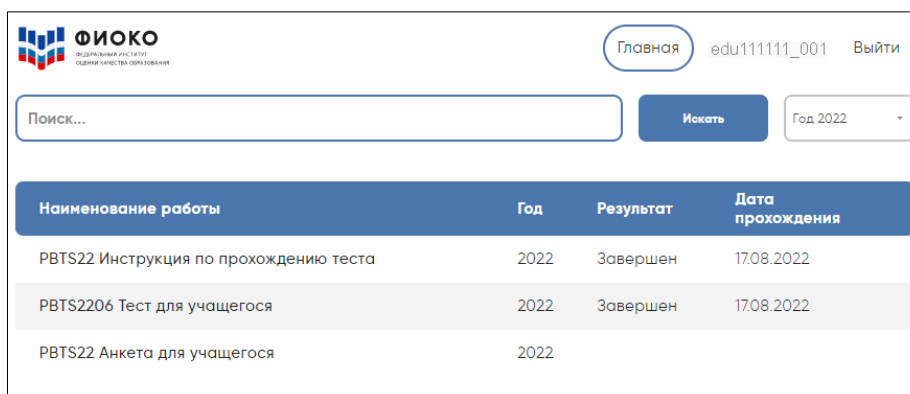 ФИОКО
ФЕДЕРАЛЬНЫЙ ИНСТИТУТ
ОЦЕНКИ КАЧЕСТВА ОБРАЗОВАНИЯ
Главная edu111111_001 Выйти
Поиск... Искать Год 2022
Наименование работы Год Результат Дата прохождения
PBTS22 Инструкция по прохождению теста 2022 Завершен 17.08.2022
PBTS2206 Тест для учащегося 2022 Завершен 17.08.2022
PBTS22 Анкета для учащегося 2022